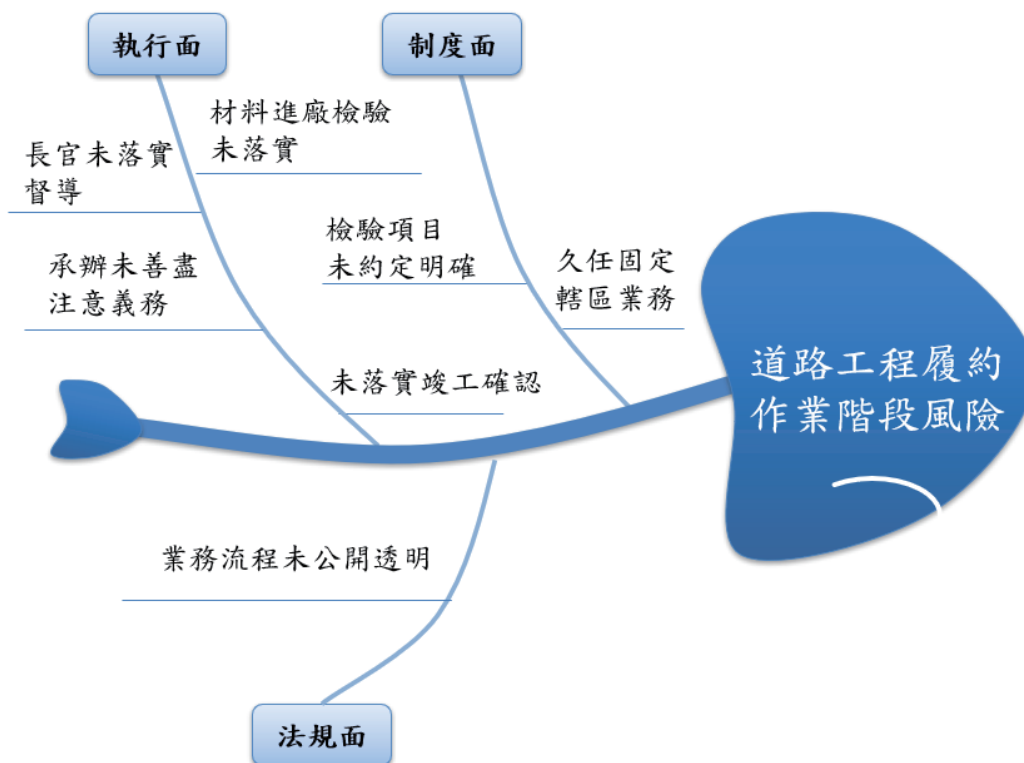 執行面
制度面
材料進廠檢驗
未落實
長官未落實
督導
檢驗項目
未約定明確
久任固定
轄區業務
承辦未善盡
注意義務
未落實竣工確認
道路工程履約
作業階段風險
業務流程未公開透明
法規面